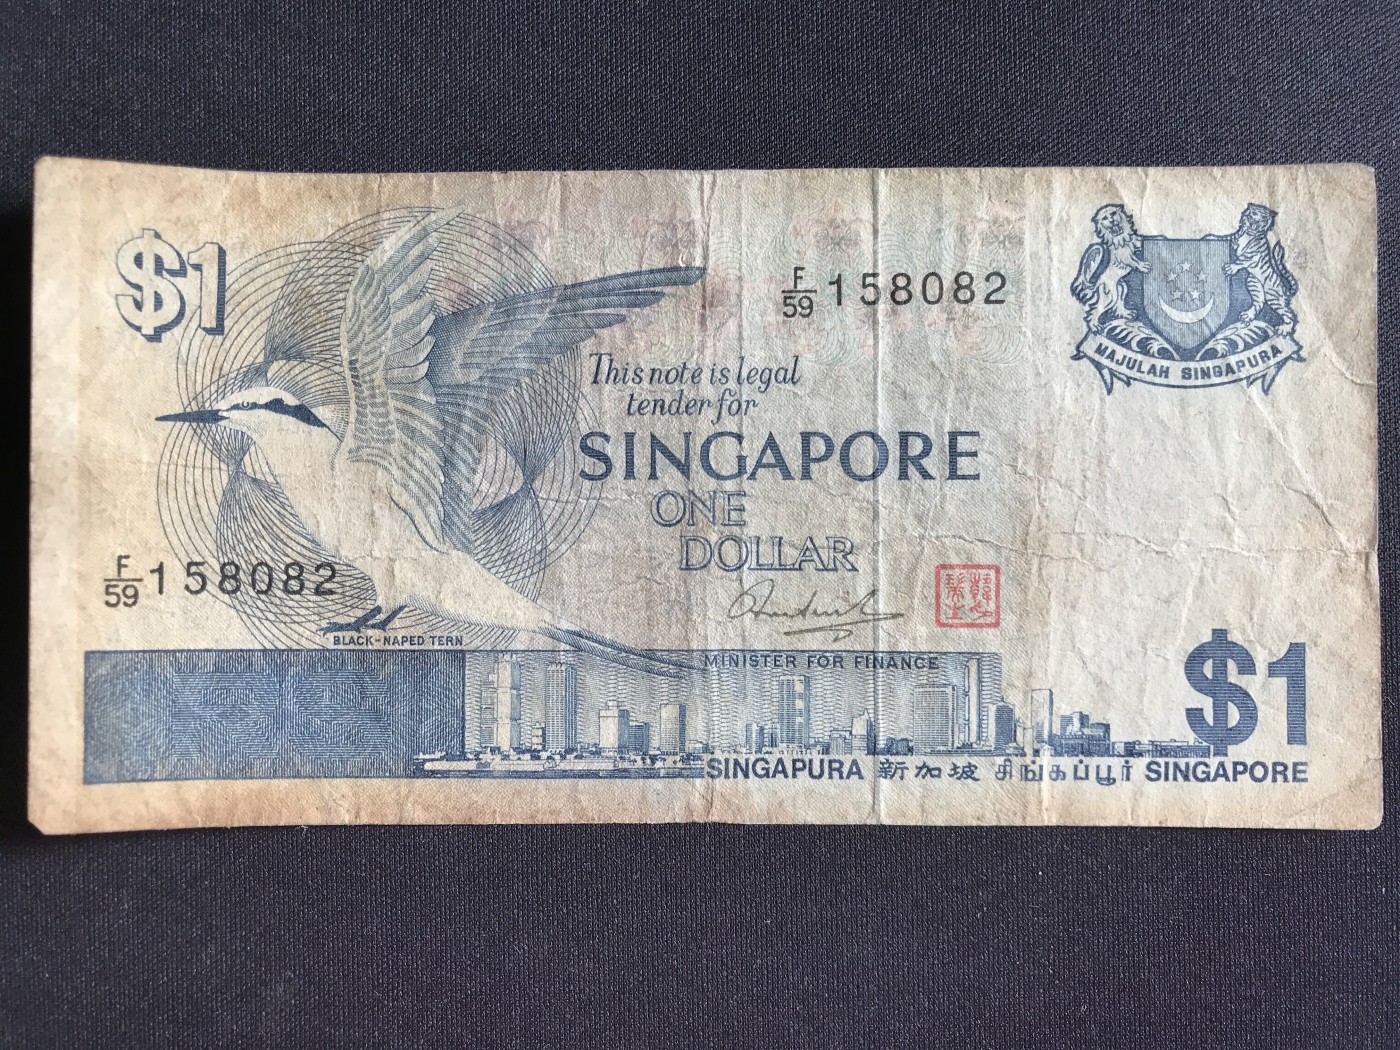 $1
F/59 158082
MAJULAH SINGAPURA
This note is legal
tender for
SINGAPORE
ONE
DOLLAR
F/59 158082
BLACK-NAPED TERN
MINISTER FOR FINANCE
$1
SINGAPURA 新加坡 சிங்கப்பூர் SINGAPORE